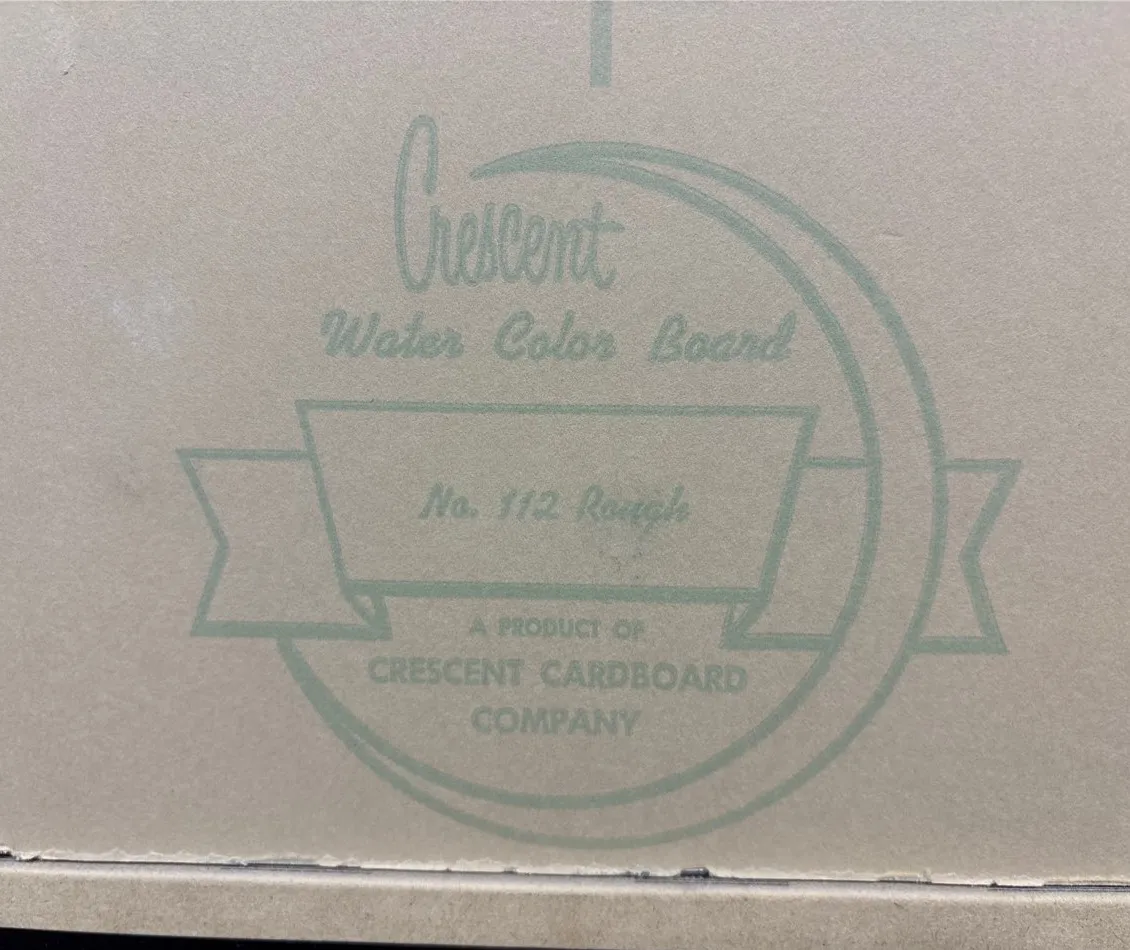 Crescent
Water Color Board
No. 112 Rough
A PRODUCT OF
CRESCENT CARDBOARD
COMPANY